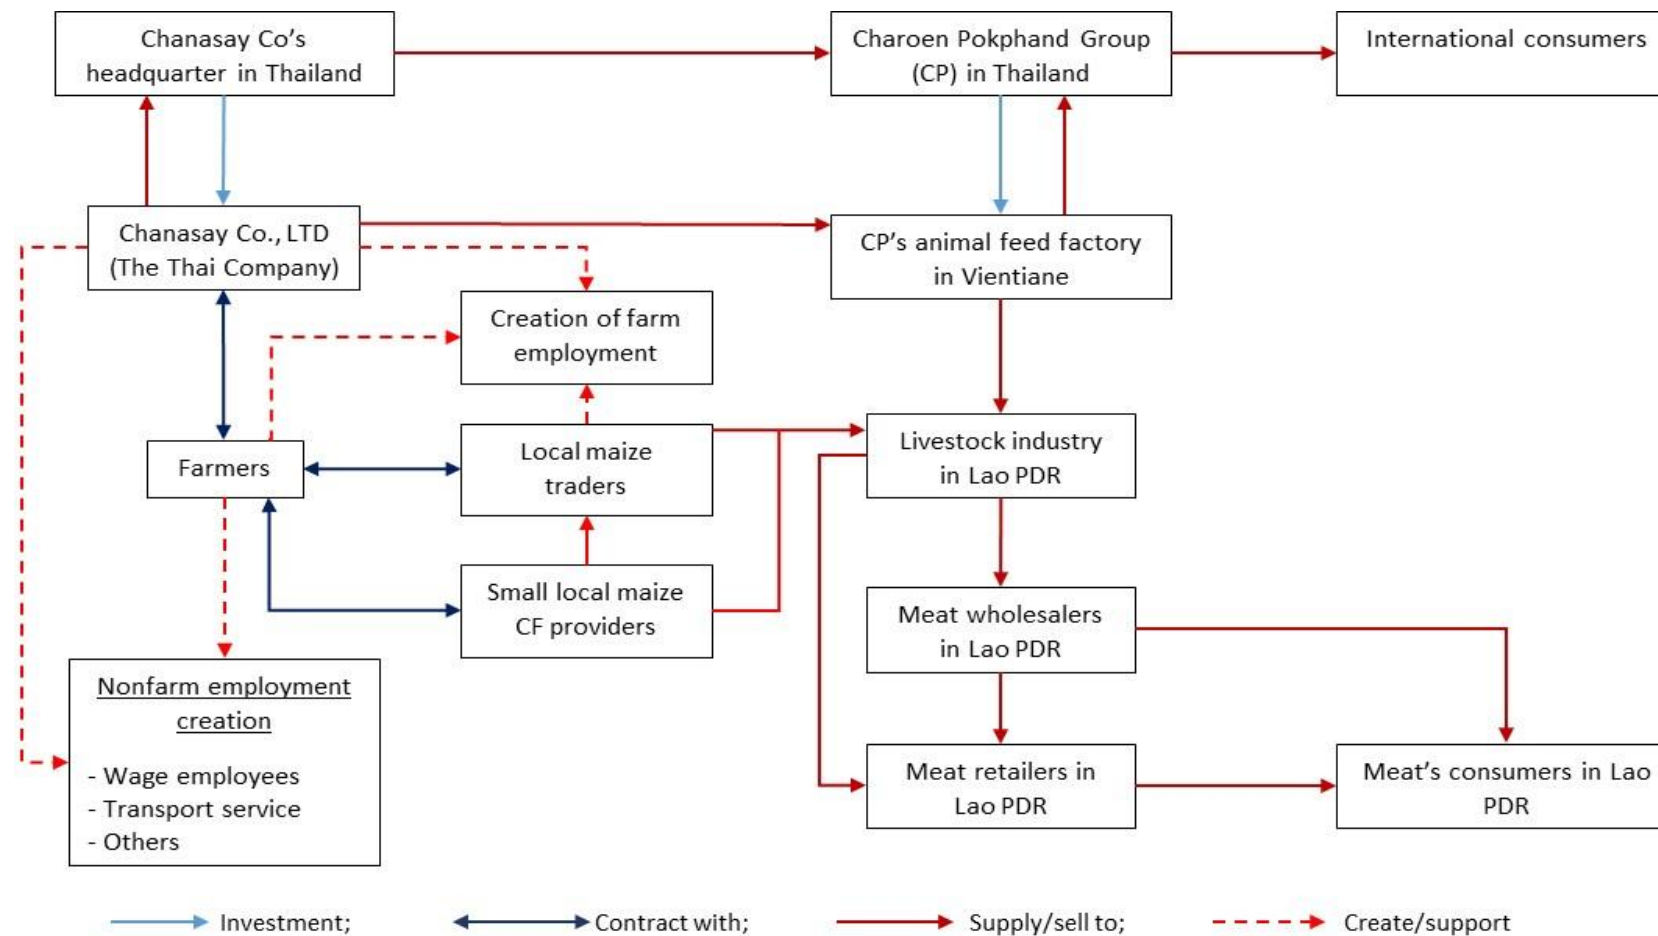 Chanasay Co’s
headquarter in Thailand
Charoen Pokphand Group
(CP) in Thailand
International consumers
Chanasay Co., LTD
(The Thai Company)
CP’s animal feed factory
in Vientiane
Creation of farm
employment
Farmers
Local maize
traders
Livestock industry
in Lao PDR
Small local maize
CF providers
Meat wholesalers
in Lao PDR
Nonfarm employment
creation
- Wage employees
- Transport service
- Others
Meat retailers in
Lao PDR
Meat’s consumers in Lao
PDR
Investment;
Contract with;
Supply/sell to;
Create/support